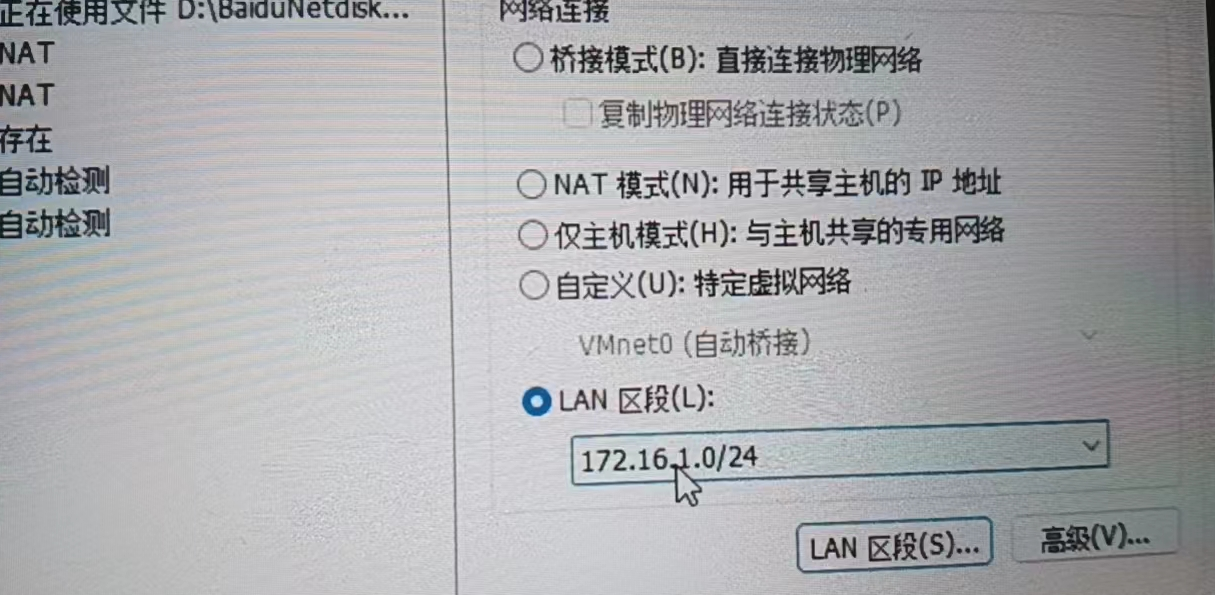 正在使用文件 D:\BaiduNetdisk...
NAT
NAT
存在
自动检测
自动检测
网络连接
桥接模式(B): 直接连接物理网络
复制物理网络连接状态(P)
NAT 模式(N): 用于共享主机的 IP 地址
仅主机模式(H): 与主机共享的专用网络
自定义(U): 特定虚拟网络
VMnet0 (自动桥接)
LAN 区段(L):
172.16.1.0/24
LAN 区段(S)...
高级(V)...